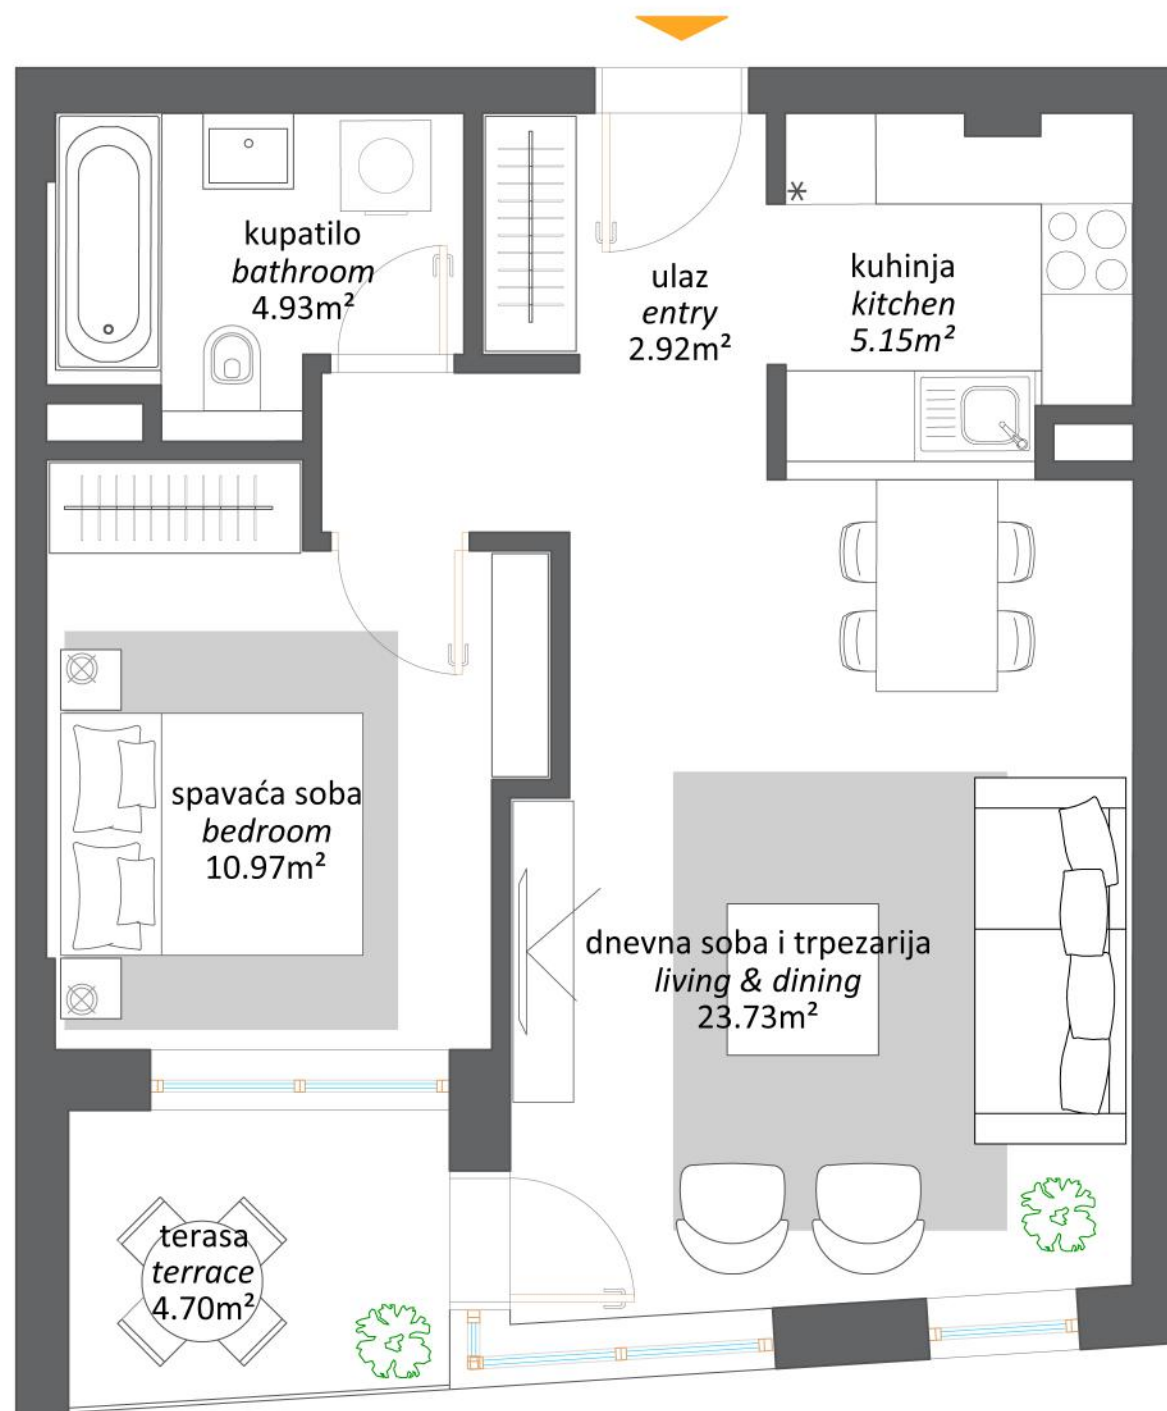 kupatilo
bathroom
4.93m²
ulaz
entry
2.92m²
kuhinja
kitchen
5.15m²
spavaća soba
bedroom
10.97m²
dnevna soba i trpezarija
living & dining
23.73m²
terasa
terrace
4.70m²